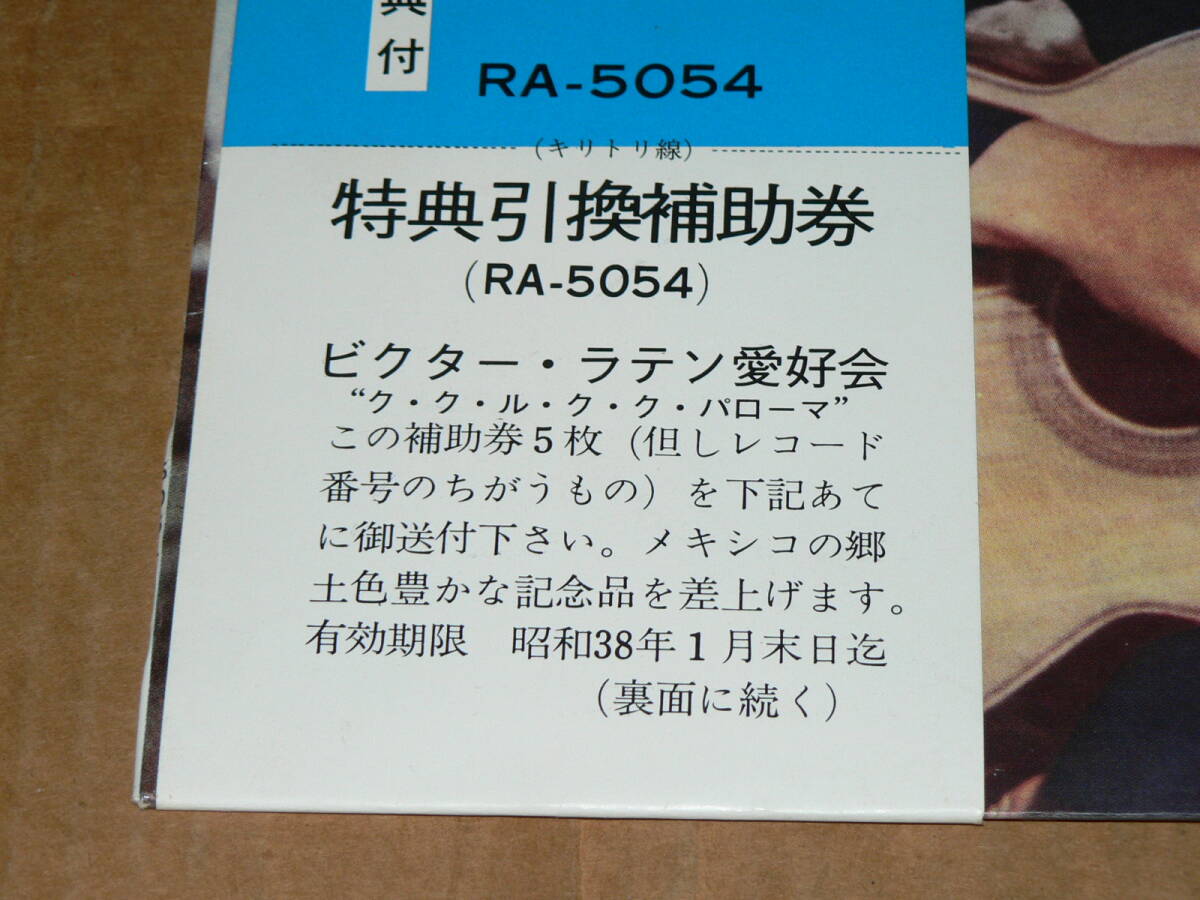 典付
RA-5054
(キリトリ線)
特典引換補助券
(RA-5054)
ビクター・ラテン愛好会
“ク・ク・ル・ク・ク・パローマ”
この補助券5枚(但しレコード
番号のちがうもの)を下記あて
に御送付下さい。メキシコの郷
土色豊かな記念品を差上げます。
有効期限 昭和38年1月末日迄
(裏面に続く)